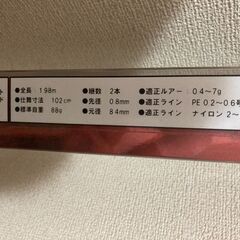 ●全長 1.98m ●継数 2本 ●適正ルアー 0.4~7g
●仕舞寸法 102cm ●先径 0.8mm ●適正ライン PE 0.2~0.6号
●標準自重 88g ●元径 8.4mm ●適正ライン ナイロン 2~